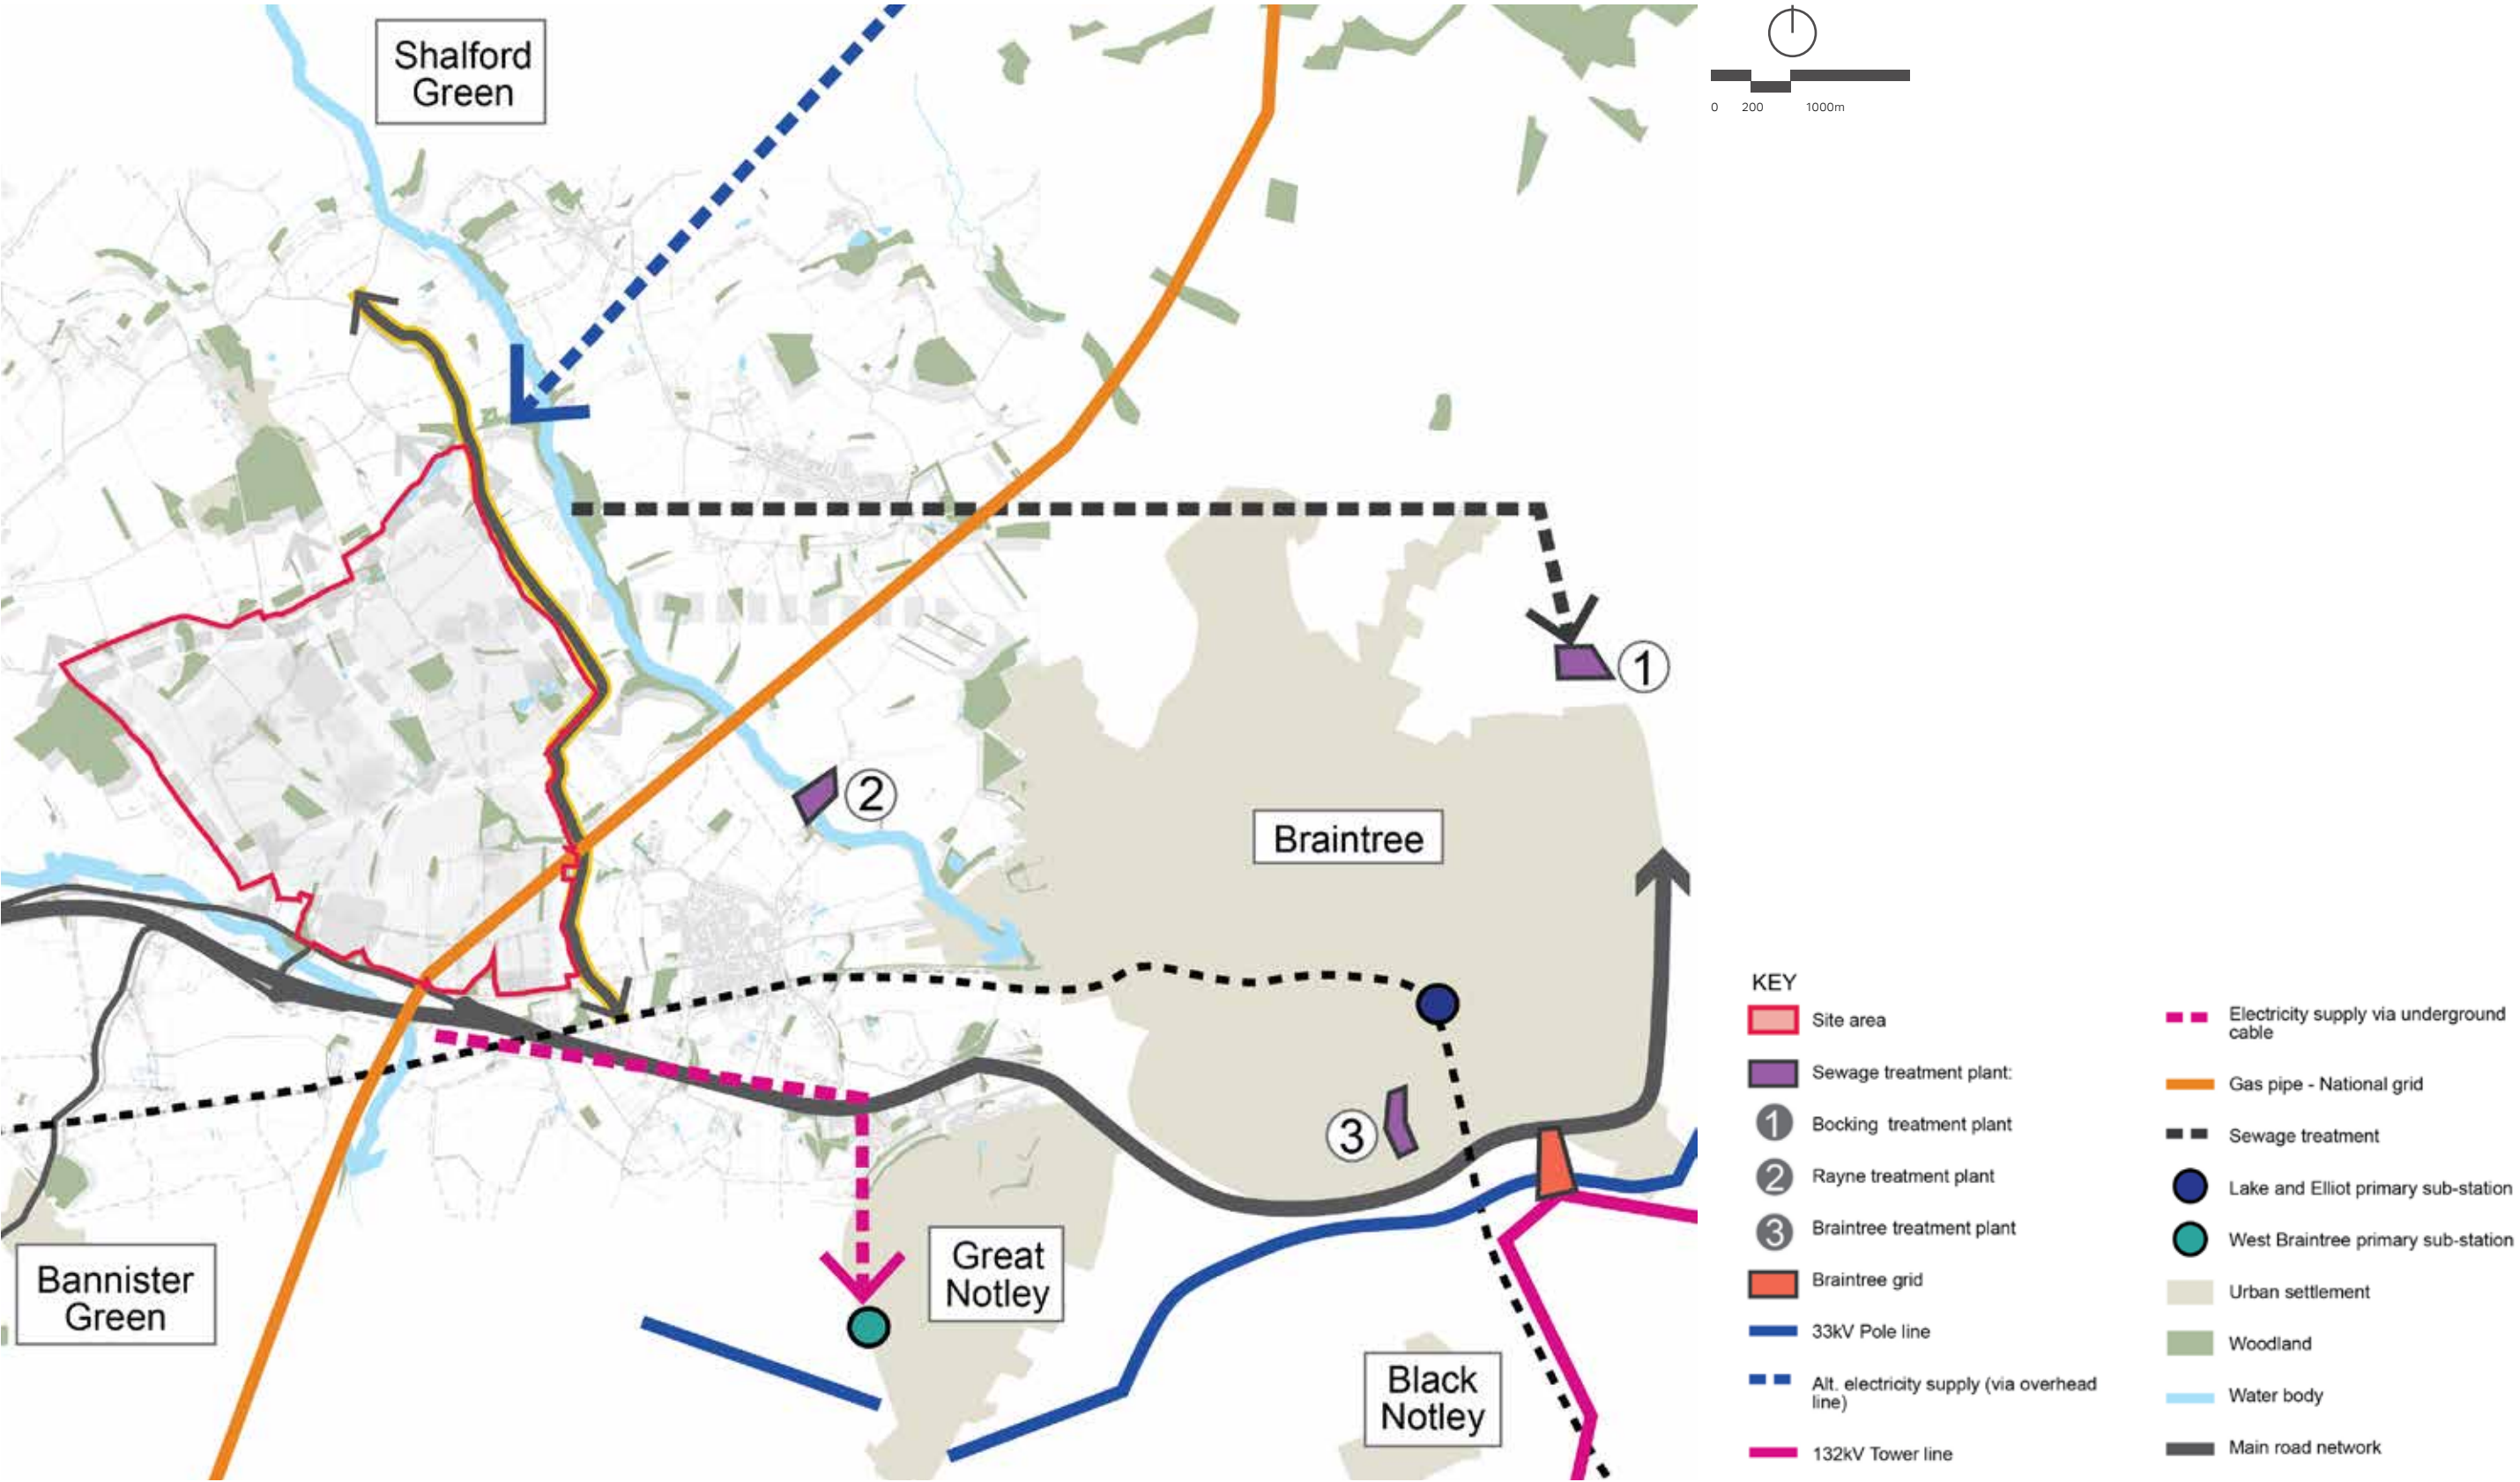 Shalford
Green
0 200 1000m
1
2
Braintree
3
Great
Notley
Bannister
Green
Black
Notley
KEY
Site area
Sewage treatment plant:
1 Bocking treatment plant
2 Rayne treatment plant
3 Braintree treatment plant
Braintree grid
33kV Pole line
Alt. electricity supply (via overhead
line)
132kV Tower line
Electricity supply via underground
cable
Gas pipe - National grid
Sewage treatment
Lake and Elliot primary sub-station
West Braintree primary sub-station
Urban settlement
Woodland
Water body
Main road network